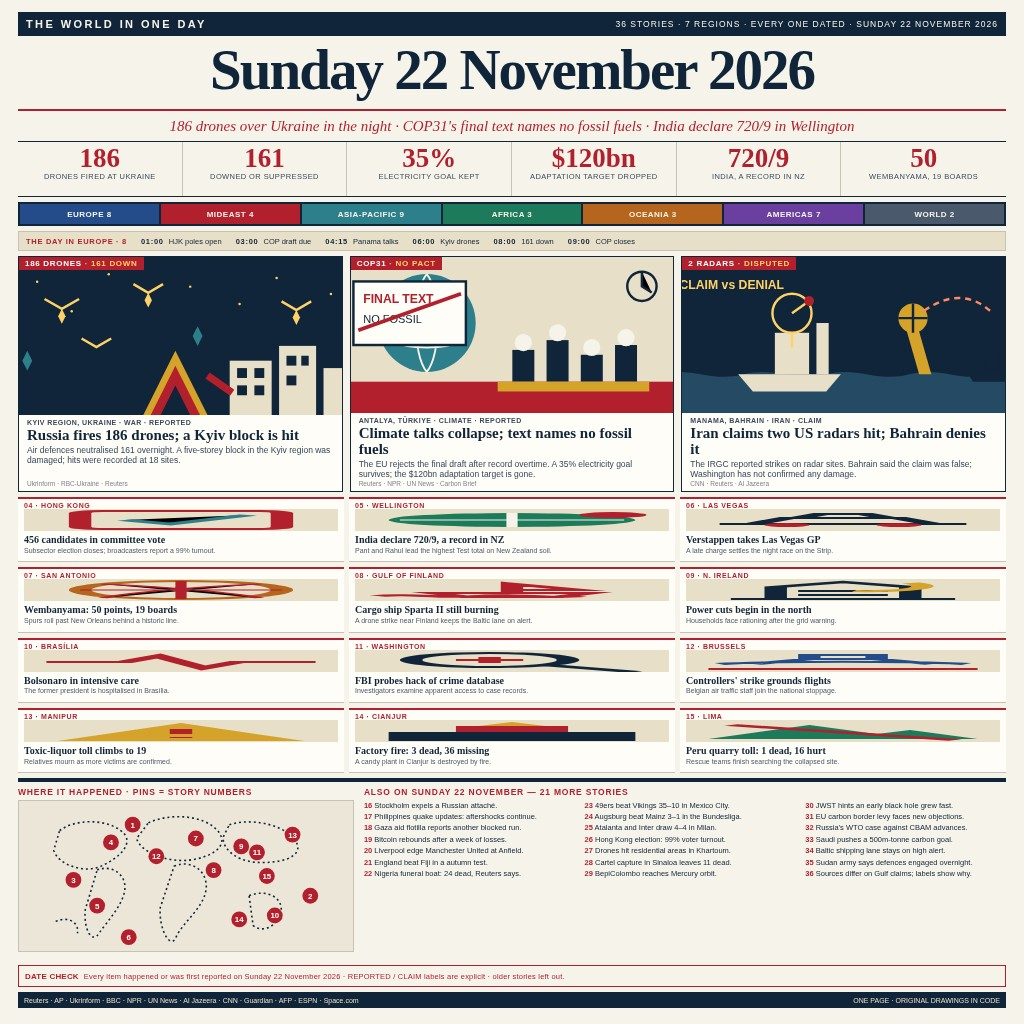 THE WORLD IN ONE DAY
36 STORIES · 7 REGIONS · EVERY ONE DATED · SUNDAY 22 NOVEMBER 2026
Sunday 22 November 2026
186 drones over Ukraine in the night · COP31's final text names no fossil fuels · India declare 720/9 in Wellington
186
DRONES FIRED AT UKRAINE
161
DOWNED OR SUPPRESSED
35%
ELECTRICITY GOAL KEPT
$120bn
ADAPTATION TARGET DROPPED
720/9
INDIA, A RECORD IN NZ
50
WEMBANYAMA, 19 BOARDS
EUROPE 8
MIDEAST 4
ASIA-PACIFIC 9
AFRICA 3
OCEANIA 3
AMERICAS 7
WORLD 2
THE DAY IN EUROPE · 8 01:00 HJK poles open 03:00 COP draft due 04:15 Panama talks 06:00 Kyiv drones 08:00 161 down 09:00 COP closes
186 DRONES · 161 DOWN
KYIV REGION, UKRAINE · WAR · REPORTED
Russia fires 186 drones; a Kyiv block is hit
Air defences neutralised 161 overnight. A five-storey block in the Kyiv region was
damaged; hits were recorded at 18 sites.
Ukrinform · RBC-Ukraine · Reuters
COP31 · NO PACT
FINAL TEXT
NO FOSSIL
ANTALYA, TÜRKIYE · CLIMATE · REPORTED
Climate talks collapse; text names no fossil
fuels
The EU rejects the final draft after record overtime. A 35% electricity goal
survives; the $120bn adaptation target is gone.
Reuters · NPR · UN News · Carbon Brief
2 RADARS · DISPUTED
CLAIM vs DENIAL
MANAMA, BAHRAIN · IRAN · CLAIM
Iran claims two US radars hit; Bahrain denies
it
The IRGC reported strikes on radar sites. Bahrain said the claim was false;
Washington has not confirmed any damage.
CNN · Reuters · Al Jazeera
04 · HONG KONG
456 candidates in committee vote
Subsector election closes; broadcasters report a 99% turnout.
05 · WELLINGTON
India declare 720/9, a record in NZ
Pant and Rahul lead the highest Test total on New Zealand soil.
06 · LAS VEGAS
Verstappen takes Las Vegas GP
A late charge settles the night race on the Strip.
07 · SAN ANTONIO
Wembanyama: 50 points, 19 boards
Spurs roll past New Orleans behind a historic line.
08 · GULF OF FINLAND
Cargo ship Sparta II still burning
A drone strike near Finland keeps the Baltic lane on alert.
09 · N. IRELAND
Power cuts begin in the north
Households face rationing after the grid warning.
10 · BRASÍLIA
Bolsonaro in intensive care
The former president is hospitalised in Brasilia.
11 · WASHINGTON
FBI probes hack of crime database
Investigators examine apparent access to case records.
12 · BRUSSELS
Controllers' strike grounds flights
Belgian air traffic staff join the national stoppage.
13 · MANIPUR
Toxic-liquor toll climbs to 19
Relatives mourn as more victims are confirmed.
14 · CIANJUR
Factory fire: 3 dead, 36 missing
A candy plant in Cianjur is destroyed by fire.
15 · LIMA
Peru quarry toll: 1 dead, 16 hurt
Rescue teams finish searching the collapsed site.
WHERE IT HAPPENED · PINS = STORY NUMBERS
1
4
7
12
9
11
13
8
3
15
5
2
14
10
6
ALSO ON SUNDAY 22 NOVEMBER — 21 MORE STORIES
16 Stockholm expels a Russian attaché.
17 Philippines quake updates: aftershocks continue.
18 Gaza aid flotilla reports another blocked run.
19 Bitcoin rebounds after a week of losses.
20 Liverpool edge Manchester United at Anfield.
21 England beat Fiji in a autumn test.
22 Nigeria funeral boat: 24 dead, Reuters says.
23 49ers beat Vikings 35–10 in Mexico City.
24 Augsburg beat Mainz 3–1 in the Bundesliga.
25 Atalanta and Inter draw 4–4 in Milan.
26 Hong Kong election: 99% voter turnout.
27 Drones hit residential areas in Khartoum.
28 Cartel capture in Sinaloa leaves 11 dead.
29 BepiColombo reaches Mercury orbit.
30 JWST hints an early black hole grew fast.
31 EU carbon border levy faces new objections.
32 Russia's WTO case against CBAM advances.
33 Saudi pushes a 500m-tonne carbon goal.
34 Baltic shipping lane stays on high alert.
35 Sudan army says defences engaged overnight.
36 Sources differ on Gulf claims; labels show why.
DATE CHECK Every item happened or was first reported on Sunday 22 November 2026 · REPORTED / CLAIM labels are explicit · older stories left out.
Reuters · AP · Ukrinform · BBC · NPR · UN News · Al Jazeera · CNN · Guardian · AFP · ESPN · Space.com
ONE PAGE · ORIGINAL DRAWINGS IN CODE